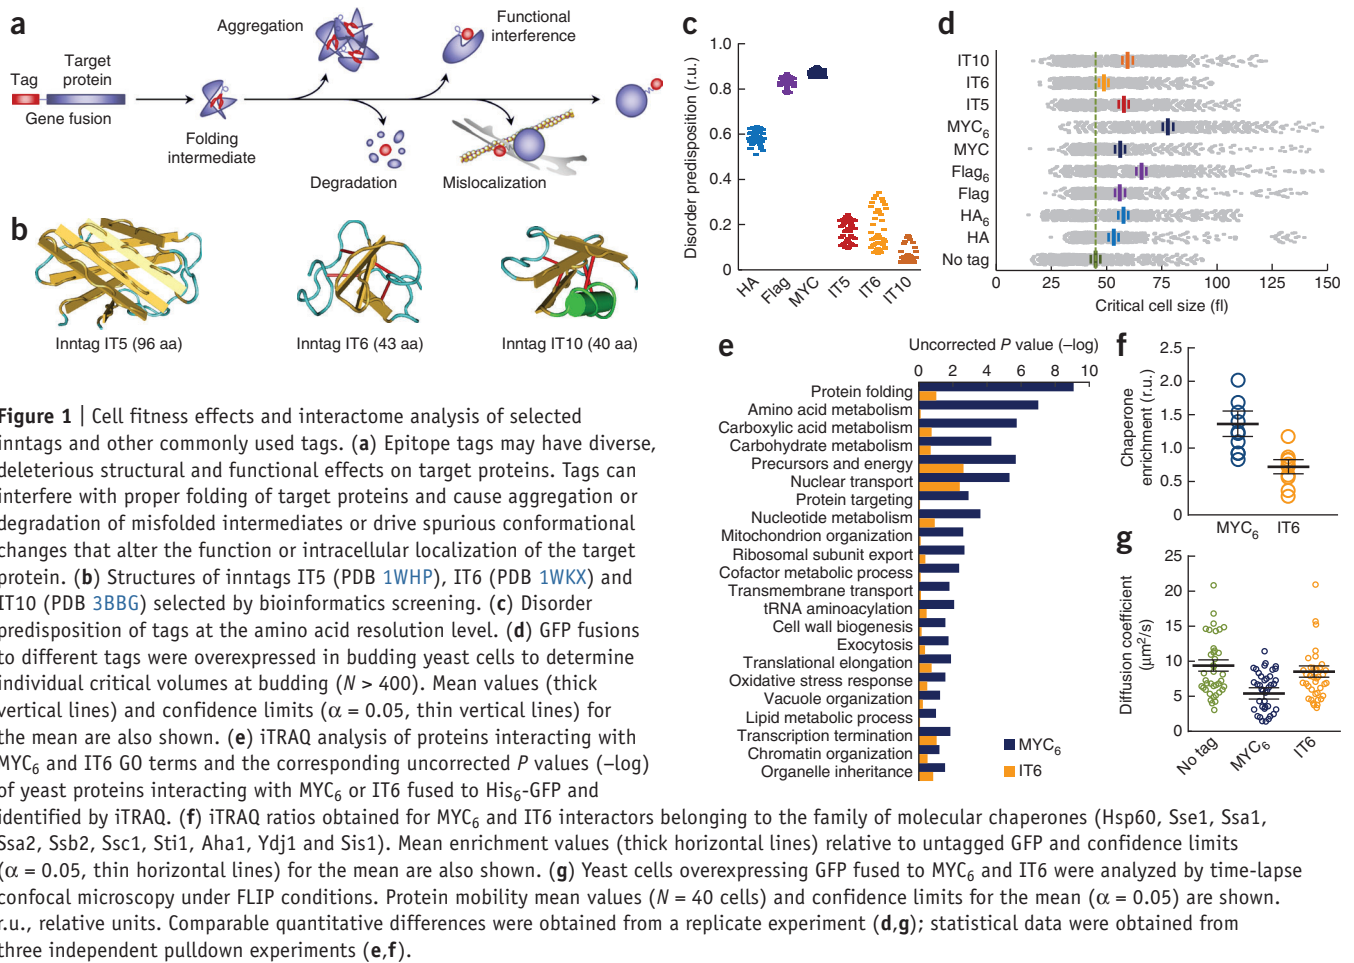 a
Tag
Target
protein
Gene fusion
Folding
intermediate
Aggregation
Degradation
Functional
interference
Mislocalization
b
Inntag IT5 (96 aa)
Inntag IT6 (43 aa)
Inntag IT10 (40 aa)
c
Disorder predisposition (r.u.)
1.0
0.8
0.6
0.4
0.2
0
HA
Flag
MYC
IT5
IT6
IT10
d
IT10
IT6
IT5
MYC6
MYC
Flag6
Flag
HA6
HA
No tag
0
25
50
75
100
125
150
Critical cell size (fl)
e
Uncorrected P value (–log)
0
2
4
6
8
10
Protein folding
Amino acid metabolism
Carboxylic acid metabolism
Carbohydrate metabolism
Precursors and energy
Nuclear transport
Protein targeting
Nucleotide metabolism
Mitochondrion organization
Ribosomal subunit export
Cofactor metabolic process
Transmembrane transport
tRNA aminoacylation
Cell wall biogenesis
Exocytosis
Translational elongation
Oxidative stress response
Vacuole organization
Lipid metabolic process
Transcription termination
Chromatin organization
Organelle inheritance
MYC6
IT6
f
Chaperone
enrichment (r.u.)
2.5
2.0
1.5
1.0
0.5
0
MYC6
IT6
g
Diffusion coefficient
(μm2/s)
25
20
15
10
5
0
No tag
MYC6
IT6
Figure 1 | Cell fitness effects and interactome analysis of selected
inntags and other commonly used tags. (a) Epitope tags may have diverse,
deleterious structural and functional effects on target proteins. Tags can
interfere with proper folding of target proteins and cause aggregation or
degradation of misfolded intermediates or drive spurious conformational
changes that alter the function or intracellular localization of the target
protein. (b) Structures of inntags IT5 (PDB 1WHP), IT6 (PDB 1WKX) and
IT10 (PDB 3BBG) selected by bioinformatics screening. (c) Disorder
predisposition of tags at the amino acid resolution level. (d) GFP fusions
to different tags were overexpressed in budding yeast cells to determine
individual critical volumes at budding (N > 400). Mean values (thick
vertical lines) and confidence limits (α = 0.05, thin vertical lines) for
the mean are also shown. (e) iTRAQ analysis of proteins interacting with
MYC6 and IT6 GO terms and the corresponding uncorrected P values (–log)
of yeast proteins interacting with MYC6 or IT6 fused to His6-GFP and
identified by iTRAQ. (f) iTRAQ ratios obtained for MYC6 and IT6 interactors belonging to the family of molecular chaperones (Hsp60, Sse1, Ssa1,
Ssa2, Ssb2, Ssc1, Sti1, Aha1, Ydj1 and Sis1). Mean enrichment values (thick horizontal lines) relative to untagged GFP and confidence limits
(α = 0.05, thin horizontal lines) for the mean are also shown. (g) Yeast cells overexpressing GFP fused to MYC6 and IT6 were analyzed by time-lapse
confocal microscopy under FLIP conditions. Protein mobility mean values (N = 40 cells) and confidence limits for the mean (α = 0.05) are shown.
r.u., relative units. Comparable quantitative differences were obtained from a replicate experiment (d,g); statistical data were obtained from
three independent pulldown experiments (e,f).